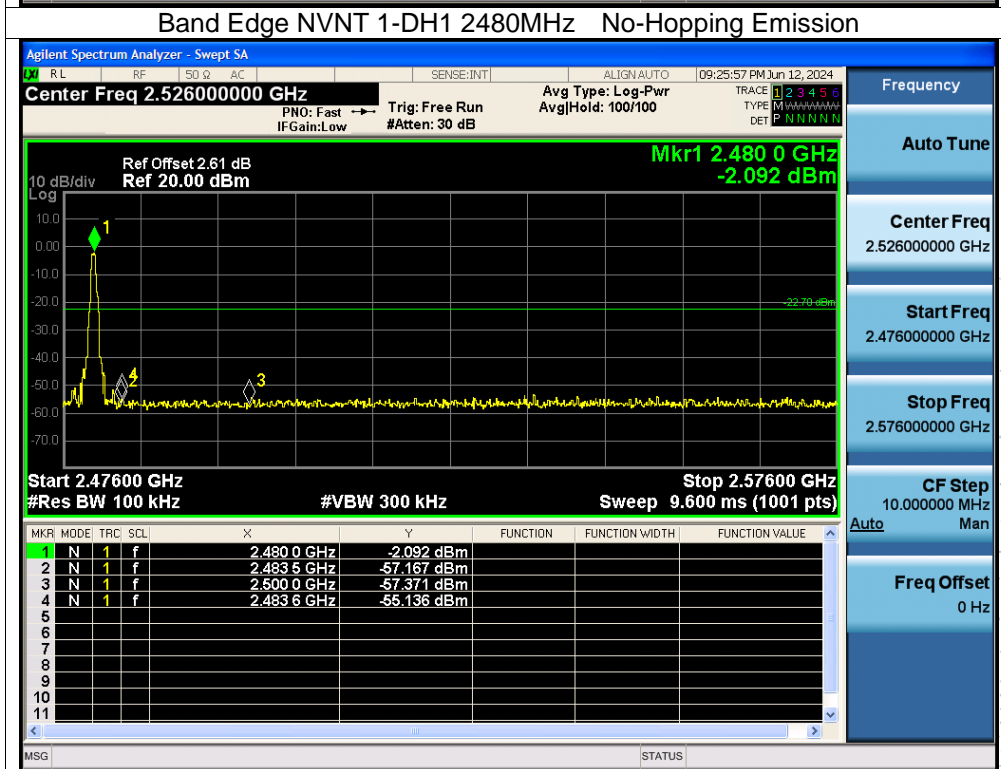 Band Edge NVNT 1-DH1 2480MHz No-Hopping Emission
Agilent Spectrum Analyzer - Swept SA
LXI RL RF 50 Ω AC SENSE:INT ALIGN AUTO 09:25:57 PM Jun 12, 2024
Center Freq 2.526000000 GHz
PNO: Fast
IFGain:Low
Trig: Free Run
#Atten: 30 dB
Avg Type: Log-Pwr
Avg|Hold: 100/100
TRACE 1 2 3 4 5 6
TYPE M
DET P N N N N N
Frequency
Auto Tune
Center Freq
2.526000000 GHz
Start Freq
2.476000000 GHz
Stop Freq
2.576000000 GHz
CF Step
10.000000 MHz
Auto Man
Freq Offset
0 Hz
Mkr1 2.480 0 GHz
-2.092 dBm
Ref Offset 2.61 dB
10 dB/div Ref 20.00 dBm
Log
10.0
1
0.00
-10.0
-20.0
-22.70 dBm
-30.0
-40.0
4
2
3
-50.0
-60.0
-70.0
Start 2.47600 GHz Stop 2.57600 GHz
#Res BW 100 kHz #VBW 300 kHz Sweep 9.600 ms (1001 pts)
MKR MODE TRC SCL X Y FUNCTION FUNCTION WIDTH FUNCTION VALUE
1 N 1 f 2.480 0 GHz -2.092 dBm
2 N 1 f 2.483 5 GHz -57.167 dBm
3 N 1 f 2.500 0 GHz -57.371 dBm
4 N 1 f 2.483 6 GHz -55.136 dBm
5
6
7
8
9
10
11
MSG STATUS